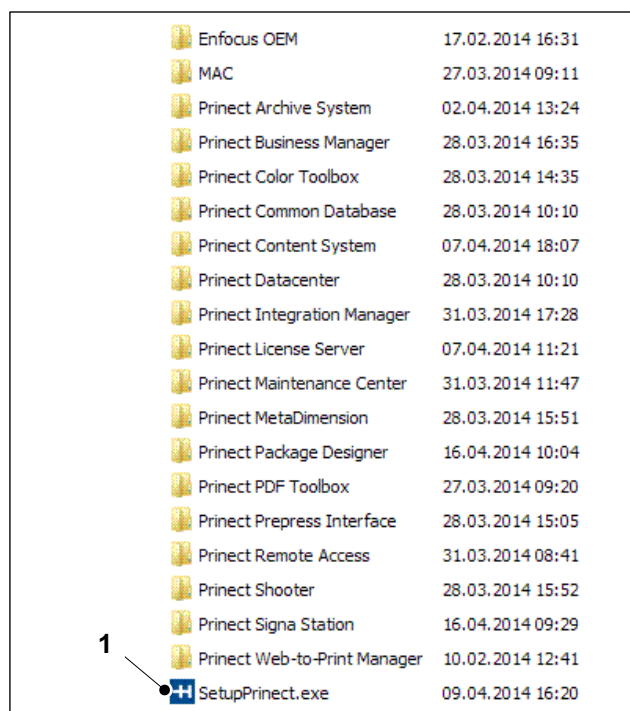 Enfocus OEM 17.02.2014 16:31
MAC 27.03.2014 09:11
Prinect Archive System 02.04.2014 13:24
Prinect Business Manager 28.03.2014 16:35
Prinect Color Toolbox 28.03.2014 14:35
Prinect Common Database 28.03.2014 10:10
Prinect Content System 07.04.2014 18:07
Prinect Datacenter 28.03.2014 10:10
Prinect Integration Manager 31.03.2014 17:28
Prinect License Server 07.04.2014 11:21
Prinect Maintenance Center 31.03.2014 11:47
Prinect MetaDimension 28.03.2014 15:51
Prinect Package Designer 16.04.2014 10:04
Prinect PDF Toolbox 27.03.2014 09:20
Prinect Prepress Interface 28.03.2014 15:05
Prinect Remote Access 31.03.2014 08:41
Prinect Shooter 28.03.2014 15:52
Prinect Signa Station 16.04.2014 09:29
1
Prinect Web-to-Print Manager 10.02.2014 12:41
SetupPrinect.exe 09.04.2014 16:20